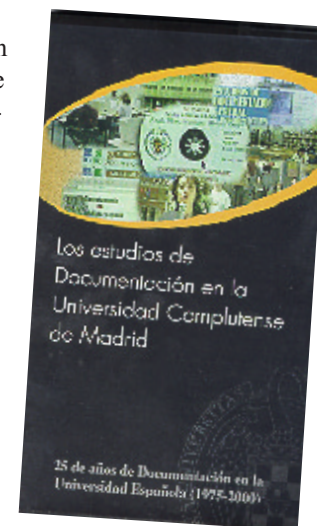 Los estudios de
Documentación en la
Universidad Complutense
de Madrid
25 de años de Documentación en la
Universidad Española (1975-2000)